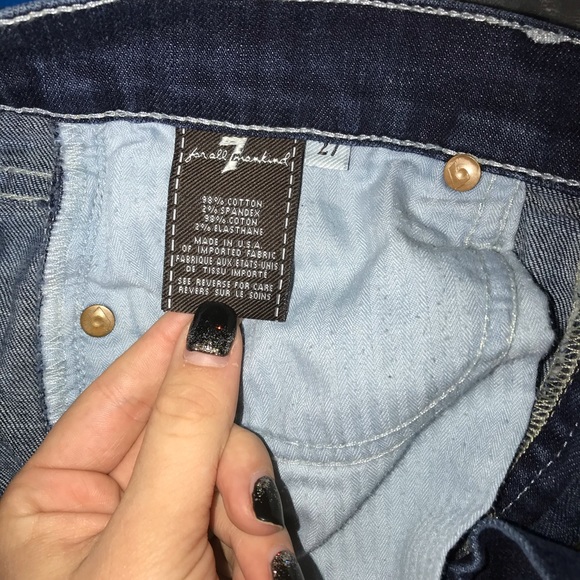 7
for all mankind
27
98% COTTON
2% SPANDEX
98% COTON
2% ELASTHANE
MADE IN U.S.A
OF IMPORTED FABRIC
FABRIQUE AUX ETATS-UNIS
DE TISSU IMPORTÉ
SEE REVERSE FOR CARE
REVERS SUR LE SOINS